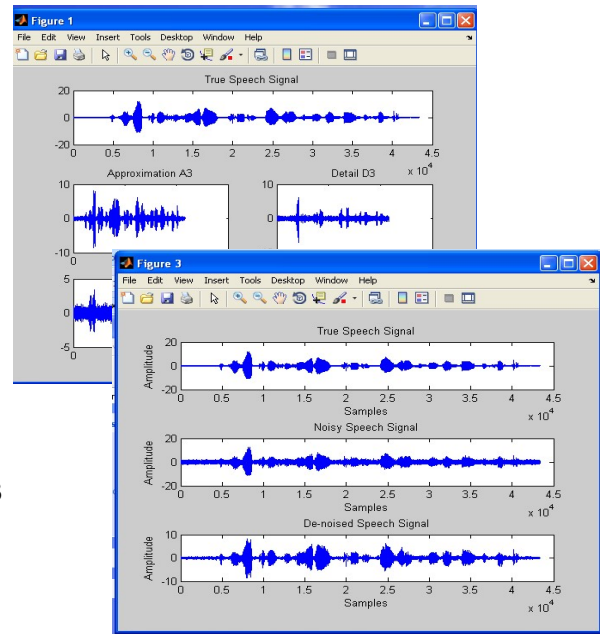 Figure 1
File Edit View Insert Tools Desktop Window Help
True Speech Signal
20
0
-20
0 0.5 1 1.5 2 2.5 3 3.5 4 4.5
x 10^4
Approximation A3
10
0
-10
0
Detail D3
10
0
5
0
-5
0
Figure 3
File Edit View Insert Tools Desktop Window Help
True Speech Signal
Amplitude
20
0
-20
0 0.5 1 1.5 2 2.5 3 3.5 4 4.5
Samples
x 10^4
Noisy Speech Signal
Amplitude
20
0
-20
0 0.5 1 1.5 2 2.5 3 3.5 4 4.5
Samples
x 10^4
De-noised Speech Signal
Amplitude
10
0
-10
0 0.5 1 1.5 2 2.5 3 3.5 4 4.5
Samples
x 10^4